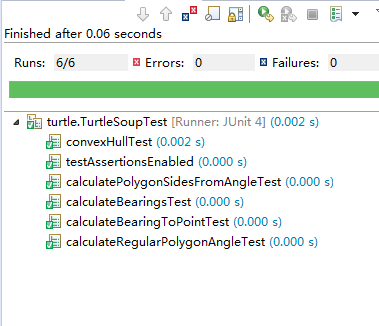 Finished after 0.06 seconds
Runs: 6/6 Errors: 0 Failures: 0
turtle.TurtleSoupTest [Runner: JUnit 4] (0.002 s)
convexHullTest (0.002 s)
testAssertionsEnabled (0.000 s)
calculatePolygonSidesFromAngleTest (0.000 s)
calculateBearingsTest (0.000 s)
calculateBearingToPointTest (0.000 s)
calculateRegularPolygonAngleTest (0.000 s)